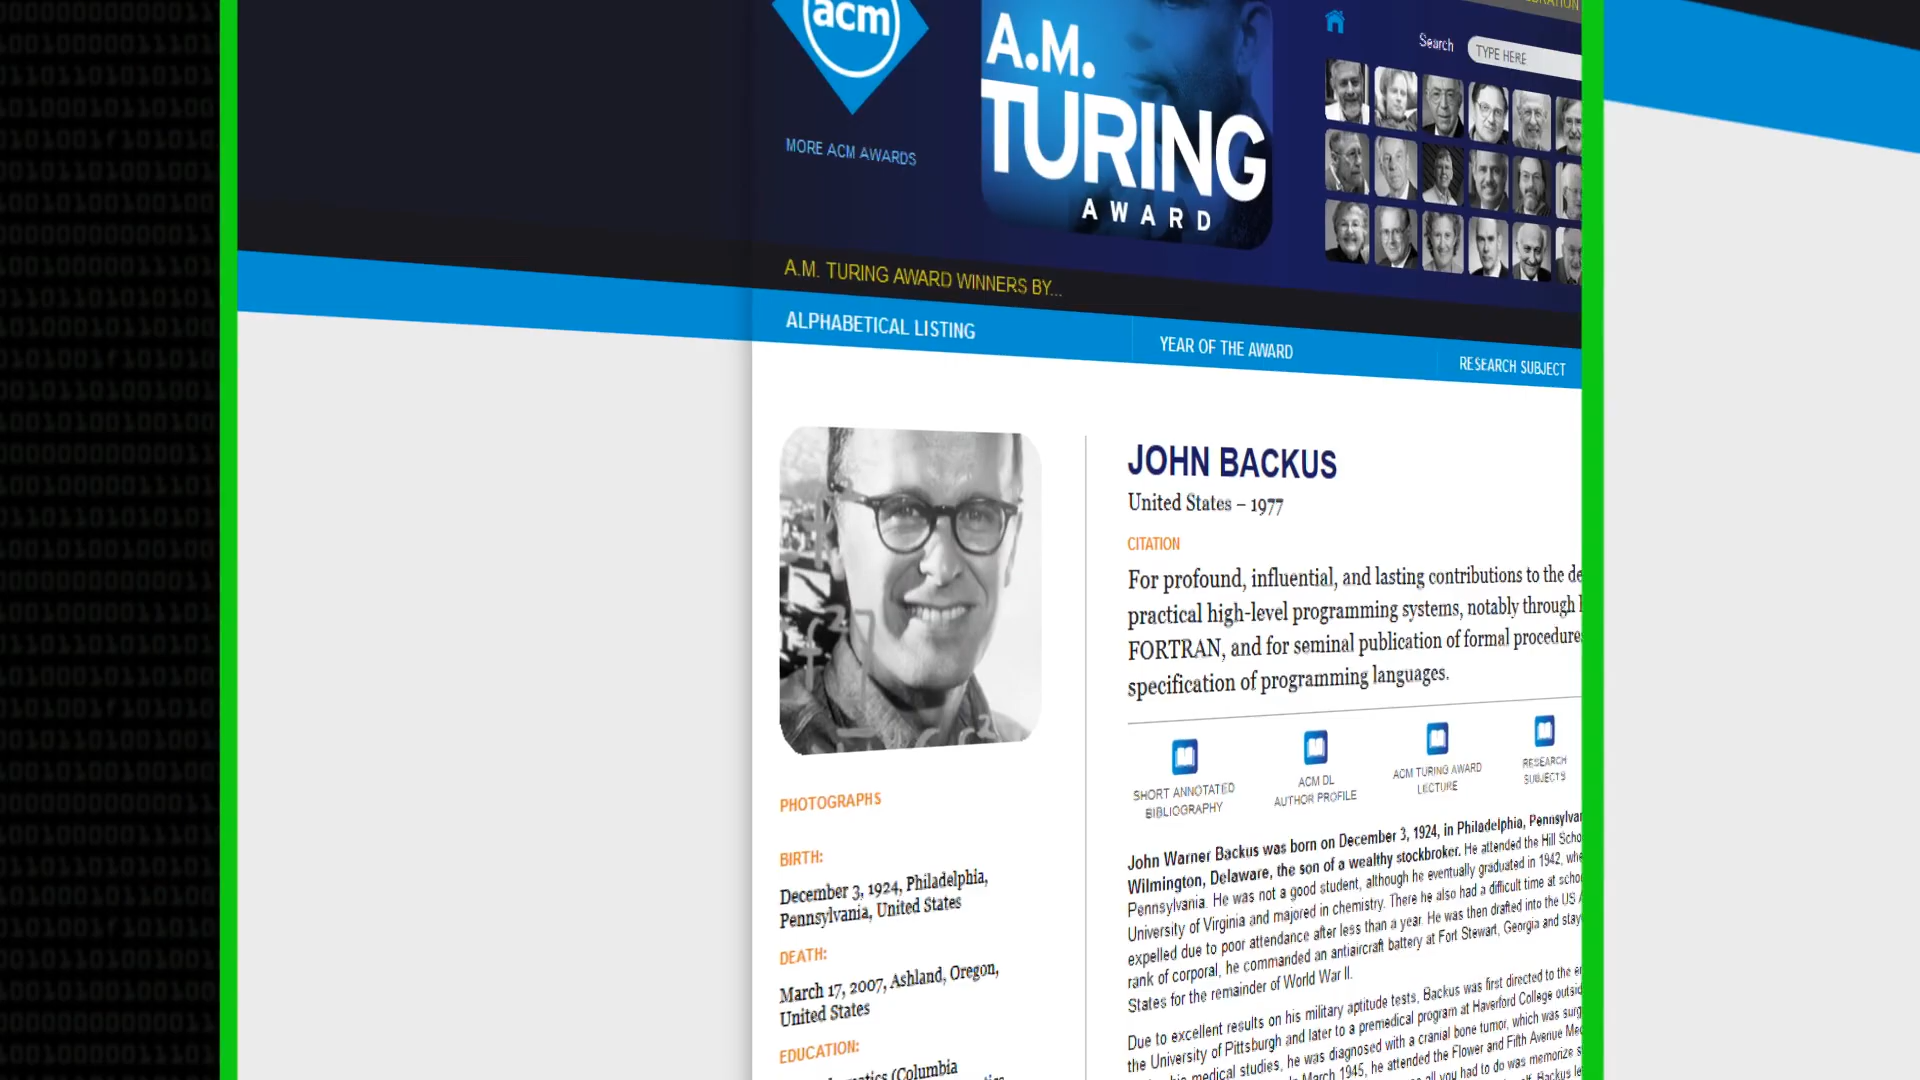 acm
MORE ACM AWARDS
A.M.
TURING
AWARD
Search
TYPE HERE
A.M. TURING AWARD WINNERS BY...
ALPHABETICAL LISTING
YEAR OF THE AWARD
RESEARCH SUBJECT
JOHN BACKUS
United States – 1977
CITATION
For profound, influential, and lasting contributions to the de
practical high-level programming systems, notably through
FORTRAN, and for seminal publication of formal procedure
specification of programming languages.
SHORT ANNOTATED
BIBLIOGRAPHY
ACM DL
AUTHOR PROFILE
ACM TURING AWARD
LECTURE
RESEARCH
SUBJECTS
PHOTOGRAPHS
BIRTH:
December 3, 1924, Philadelphia,
Pennsylvania, United States
DEATH:
March 17, 2007, Ashland, Oregon,
United States
EDUCATION:
(Columbia
John Warner Backus was born on December 3, 1924, in Philadelphia, Pennsylvan
Wilmington, Delaware, the son of a wealthy stockbroker. He attended the Hill Scho
Pennsylvania. He was not a good student, although he eventually graduated in 1942, whe
University of Virginia and majored in chemistry. There he also had a difficult time at schoo
expelled due to poor attendance after less than a year. He was then drafted into the US
rank of corporal, he commanded an antiaircraft battery at Fort Stewart, Georgia and stay
States for the remainder of World War II.
Due to excellent results on his military aptitude tests, Backus was first directed to the
the University of Pittsburgh and later to a premedical program at Haverford College outsid
medical studies, he was diagnosed with a cranial bone tumor, which was surg
March 1945, he attended the Flower and Fifth Avenue Med
all you had to do was memorize
Backus